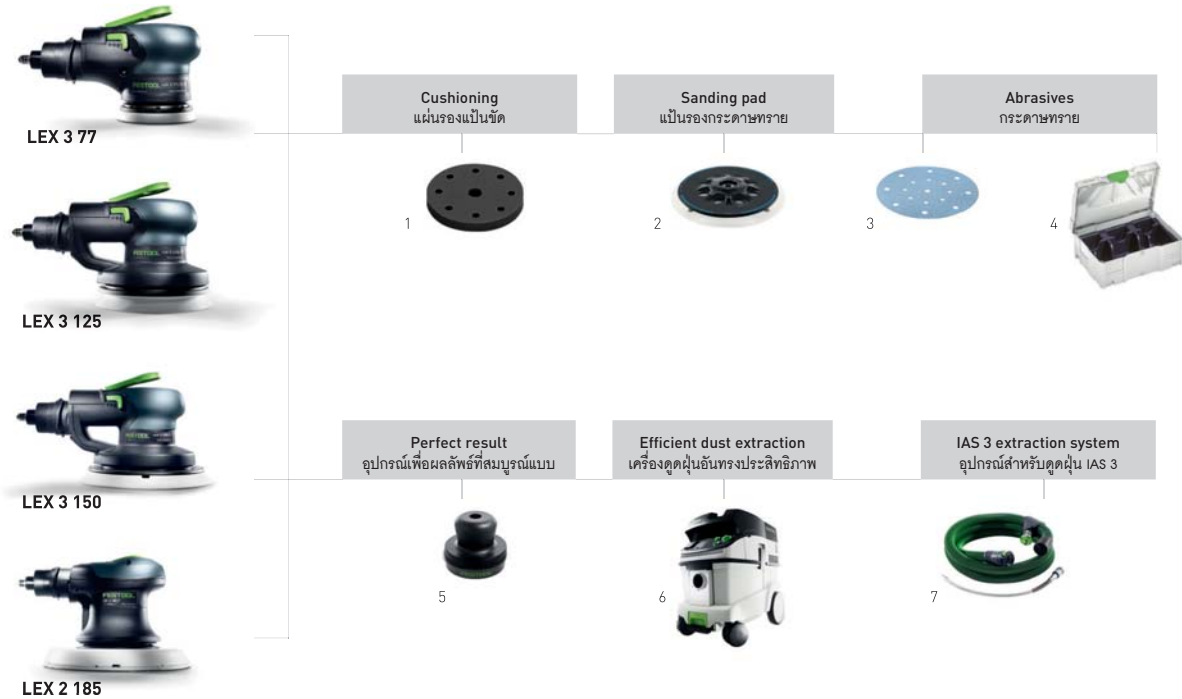 LEX 3 77
LEX 3 125
LEX 3 150
LEX 2 185
Cushioning
แผ่นรองแป้นขัด
Sanding pad
แป้นรองกระดาษทราย
Abrasives
กระดาษทราย
1
2
3
4
Perfect result
อุปกรณ์เพื่อผลลัพธ์ที่สมบูรณ์แบบ
Efficient dust extraction
เครื่องดูดฝุ่นอันทรงประสิทธิภาพ
IAS 3 extraction system
อุปกรณ์สำหรับดูดฝุ่น IAS 3
5
6
7
FESTOOL
FESTOOL
FESTOOL
FESTOOL